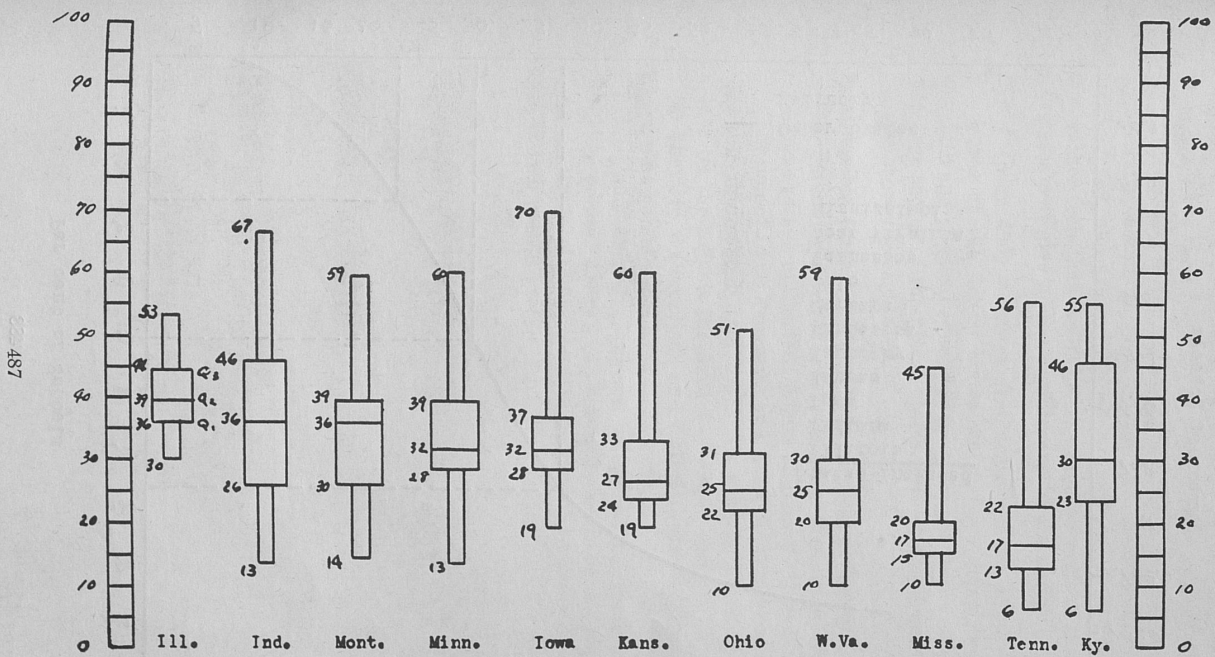 100 90 80 70 60 50 40 30 20 10 0
53 46 39 36 30 Q₃ Q₂ Q₁
67 46 36 26 13
59 39 36 30 14
60 39 32 28 13
70 37 32 28 19
60 33 27 24 19
51 31 25 22 10
59 30 25 20 10
45 20 17 15 10
56 22 17 13 6
55 46 30 23 6
100 90 80 70 60 50 40 30 20 10 0
Ill. Ind. Mont. Minn. Iowa Kans. Ohio W.Va. Miss. Tenn. Ky.
487